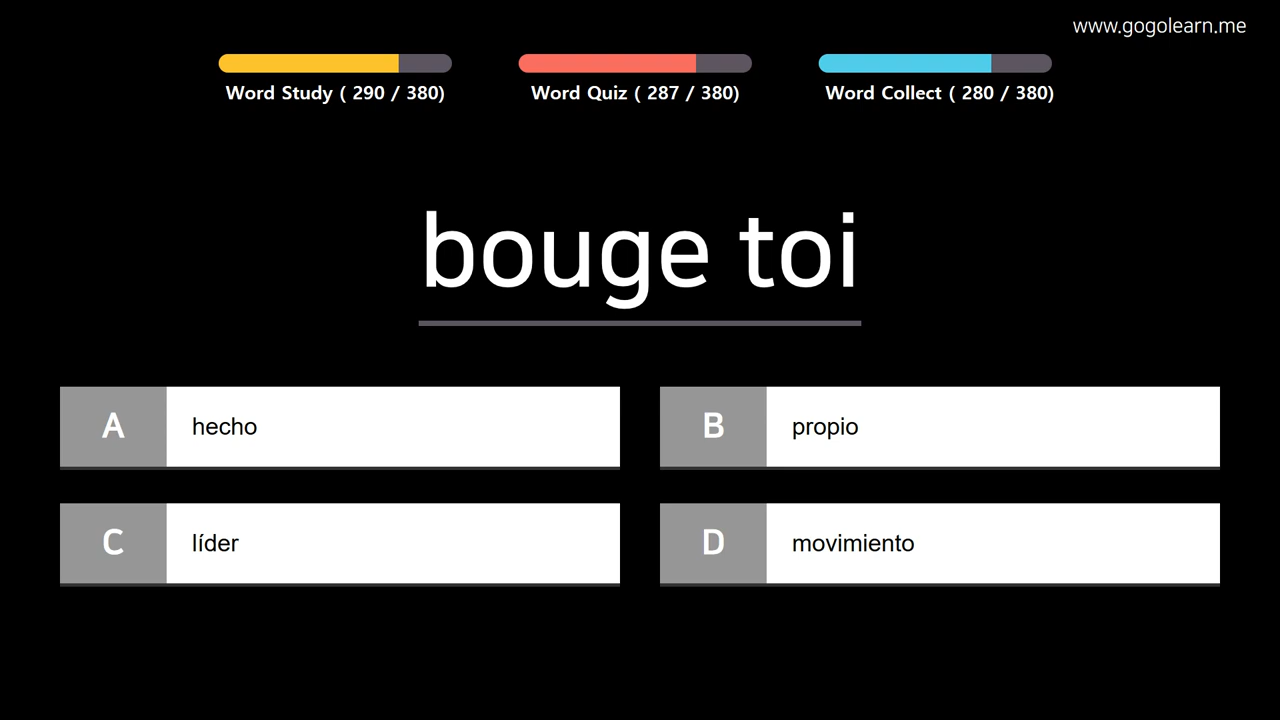 www.gogolearn.me
Word Study ( 290 / 380)
Word Quiz ( 287 / 380)
Word Collect ( 280 / 380)
bouge toi
A hecho
B propio
C líder
D movimiento